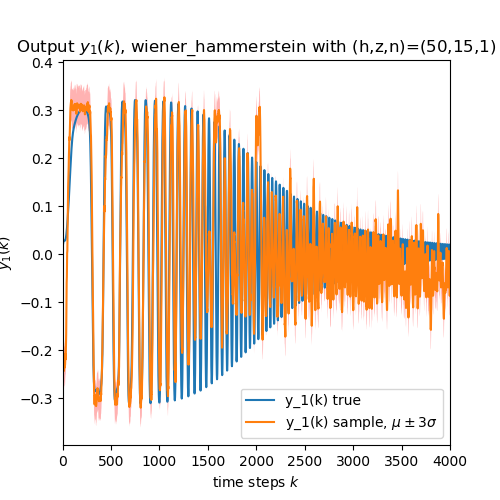 Output $y_1(k)$, wiener_hammerstein with (h,z,n)=(50,15,1)
0.4
0.3
0.2
0.1
0.0
−0.1
−0.2
−0.3
y₁(k)
y_1(k) true
y_1(k) sample, μ ± 3σ
0 500 1000 1500 2000 2500 3000 3500 4000
time steps k